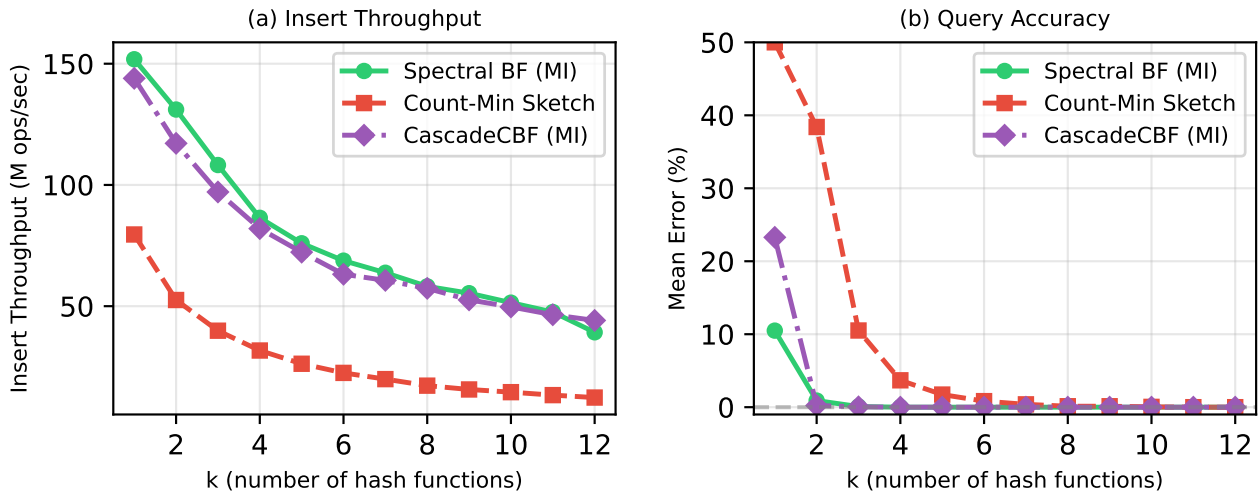 (a) Insert Throughput
Insert Throughput (M ops/sec)
150
100
50
Spectral BF (MI)
Count-Min Sketch
CascadeCBF (MI)
2 4 6 8 10 12
k (number of hash functions)
(b) Query Accuracy
Mean Error (%)
50
40
30
20
10
0
Spectral BF (MI)
Count-Min Sketch
CascadeCBF (MI)
2 4 6 8 10 12
k (number of hash functions)